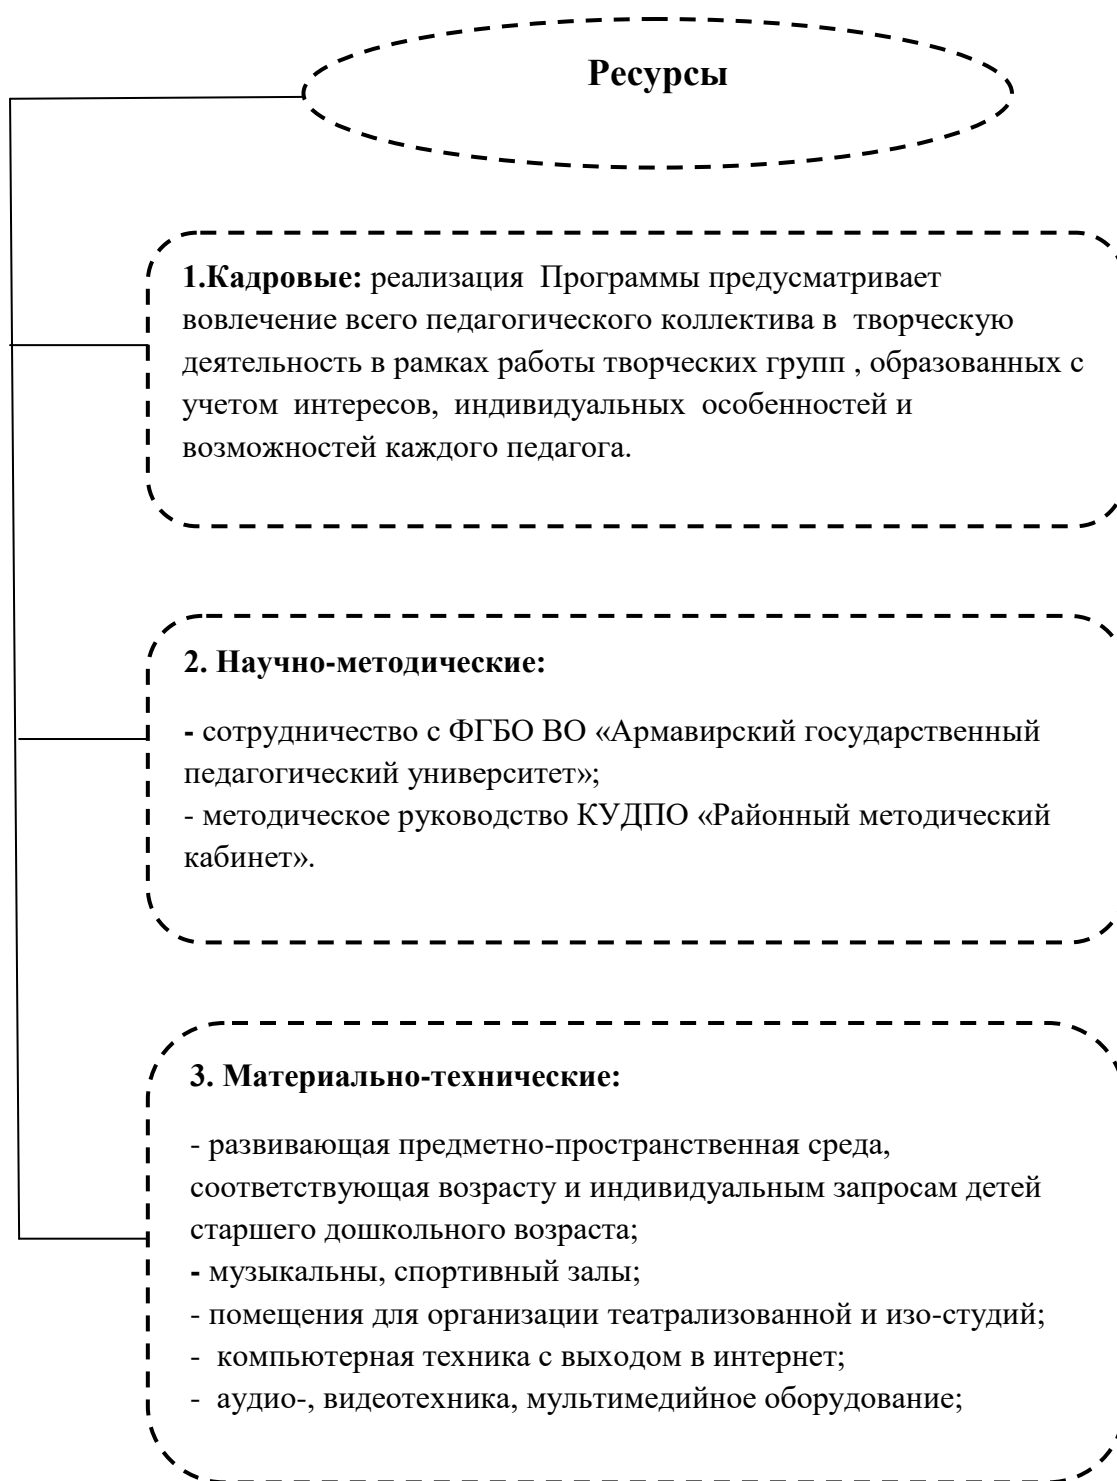 Ресурсы
1.Кадровые: реализация Программы предусматривает
вовлечение всего педагогического коллектива в творческую
деятельность в рамках работы творческих групп , образованных с
учетом интересов, индивидуальных особенностей и
возможностей каждого педагога.
2. Научно-методические:
- сотрудничество с ФГБО ВО «Армавирский государственный
педагогический университет»;
- методическое руководство КУДПО «Районный методический
кабинет».
3. Материально-технические:
- развивающая предметно-пространственная среда,
соответствующая возрасту и индивидуальным запросам детей
старшего дошкольного возраста;
- музыкальны, спортивный залы;
- помещения для организации театрализованной и изо-студий;
- компьютерная техника с выходом в интернет;
- аудио-, видеотехника, мультимедийное оборудование;